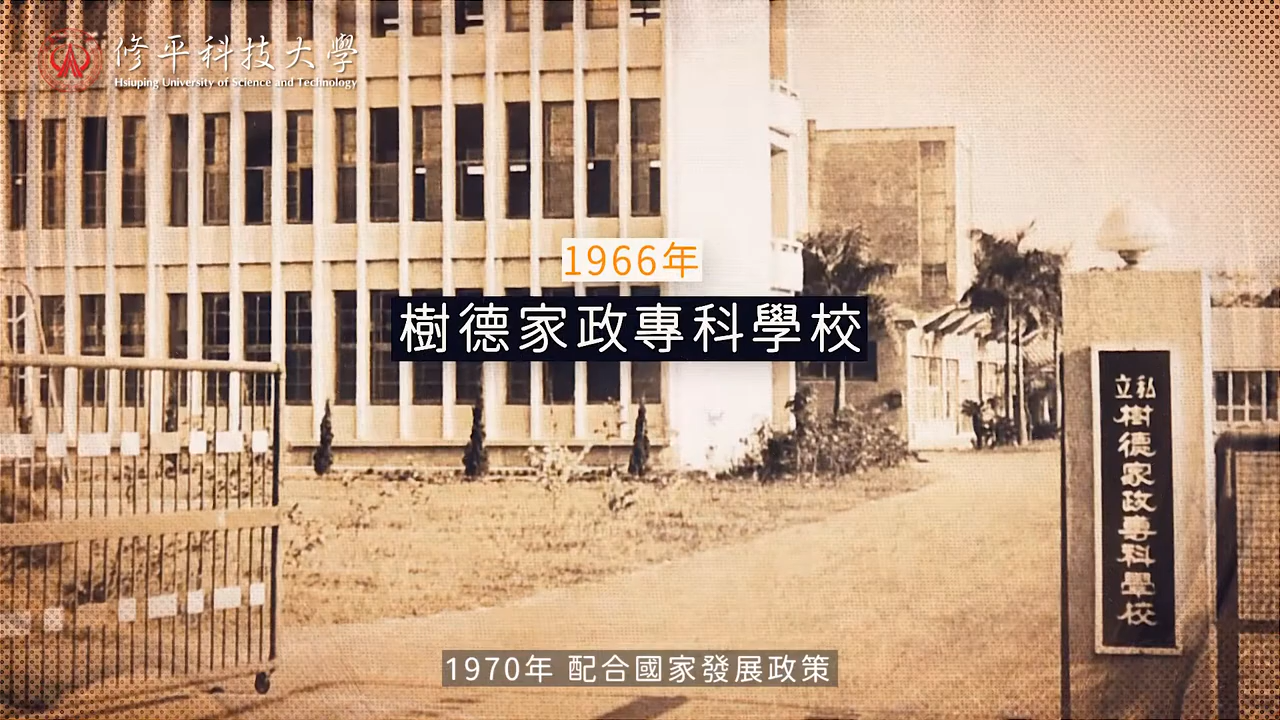 修平科技大學
Hsiuping University of Science and Technology
1966年
樹德家政專科學校
私立
樹德家政專科學校
1970年 配合國家發展政策